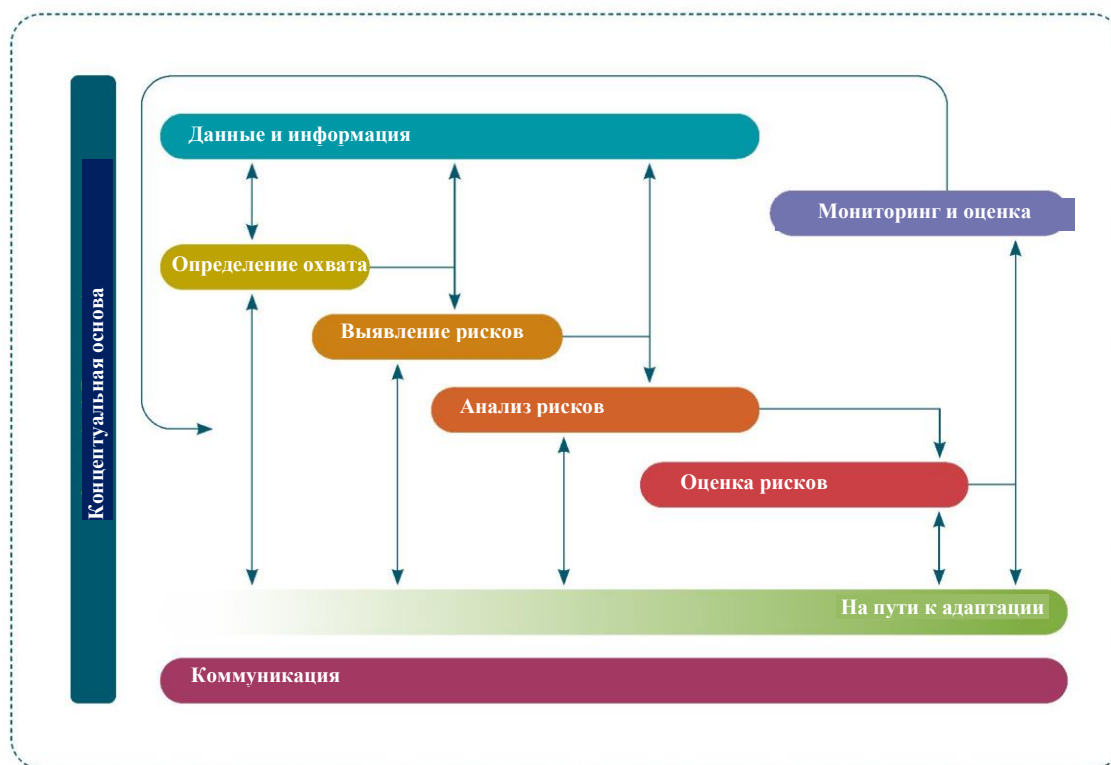 Концептуальная основа
Данные и информация
Мониторинг и оценка
Определение охвата
Выявление рисков
Анализ рисков
Оценка рисков
На пути к адаптации
Коммуникация